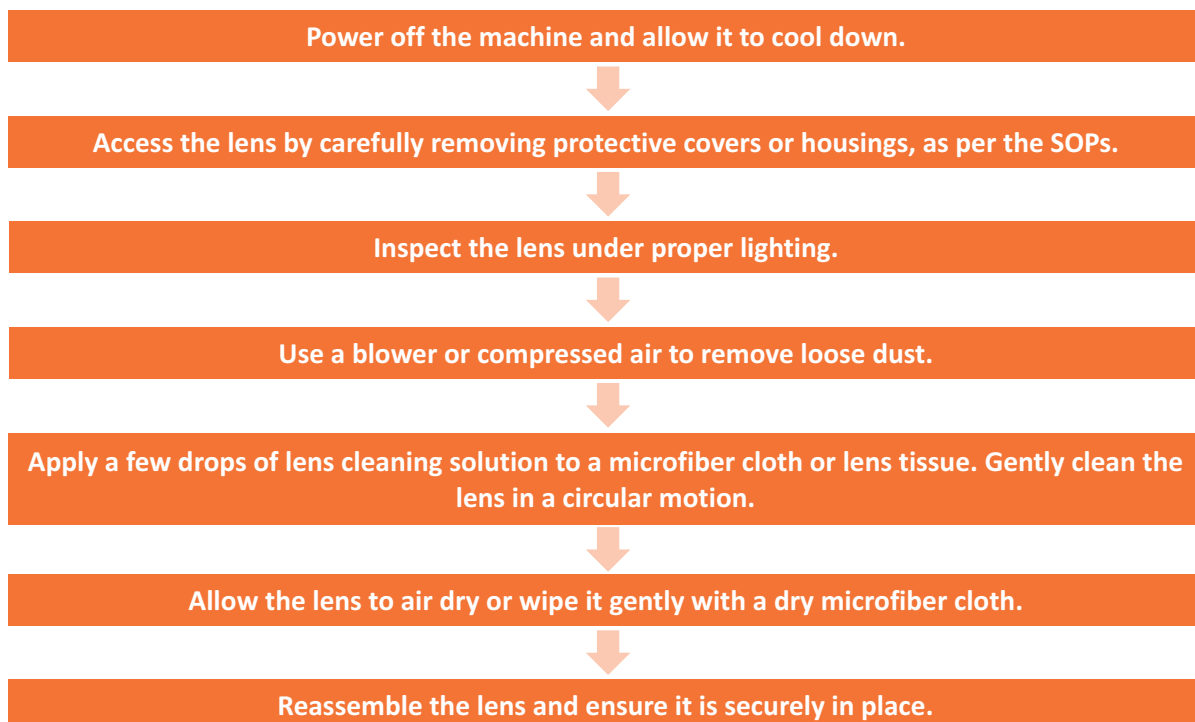 Power off the machine and allow it to cool down.
Access the lens by carefully removing protective covers or housings, as per the SOPs.
Inspect the lens under proper lighting.
Use a blower or compressed air to remove loose dust.
Apply a few drops of lens cleaning solution to a microfiber cloth or lens tissue. Gently clean the
lens in a circular motion.
Allow the lens to air dry or wipe it gently with a dry microfiber cloth.
Reassemble the lens and ensure it is securely in place.